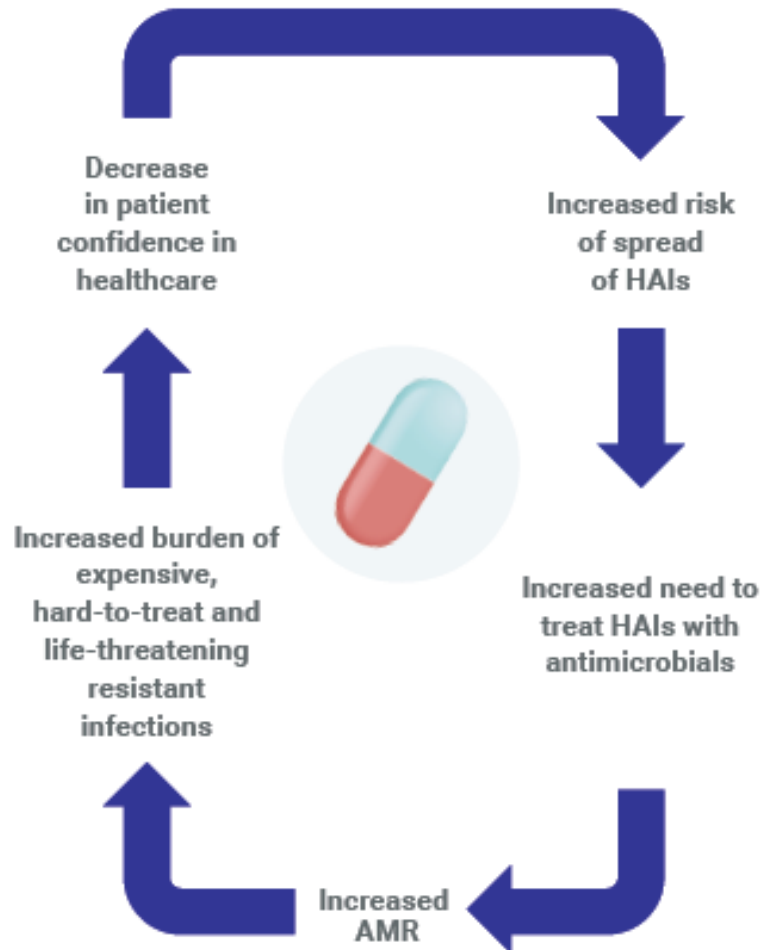 Decrease
in patient
confidence in
healthcare
Increased risk
of spread
of HAIs
Increased need to
treat HAIs with
antimicrobials
Increased
AMR
Increased burden of
expensive,
hard-to-treat and
life-threatening
resistant
infections